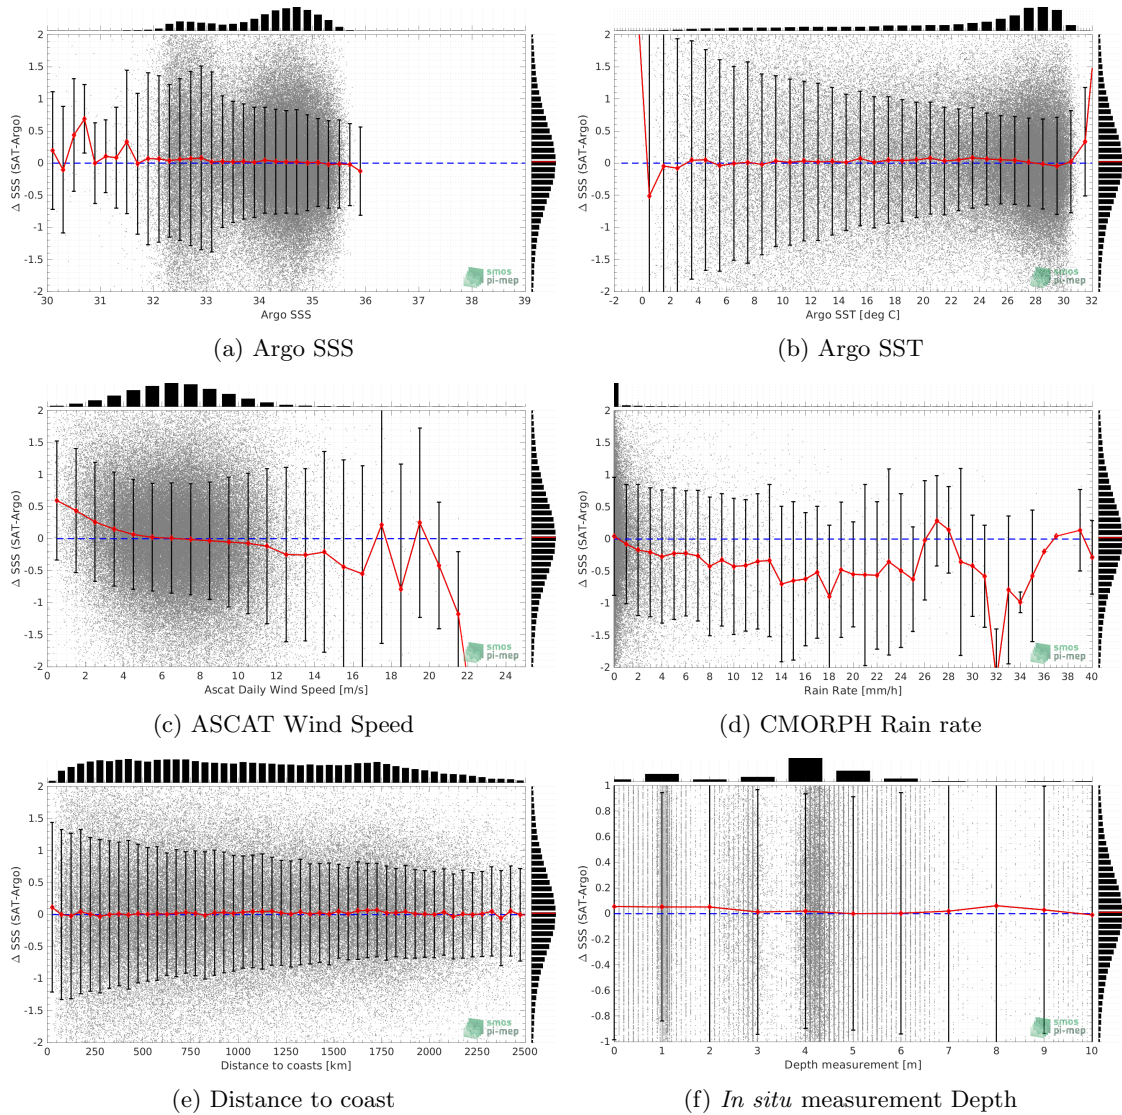 2
1.5
1
0.5
0
-0.5
-1
-1.5
-2
Δ SSS (SAT-Argo)
smos
pi-mep
30 31 32 33 34 35 36 37 38 39
Argo SSS
(a) Argo SSS
2
1.5
1
0.5
0
-0.5
-1
-1.5
-2
Δ SSS (SAT-Argo)
smos
pi-mep
-2 0 2 4 6 8 10 12 14 16 18 20 22 24 26 28 30 32
Argo SST [deg C]
(b) Argo SST
2
1.5
1
0.5
0
-0.5
-1
-1.5
-2
Δ SSS (SAT-Argo)
smos
pi-mep
0 2 4 6 8 10 12 14 16 18 20 22 24
Ascat Daily Wind Speed [m/s]
(c) ASCAT Wind Speed
2
1.5
1
0.5
0
-0.5
-1
-1.5
-2
Δ SSS (SAT-Argo)
smos
pi-mep
0 2 4 6 8 10 12 14 16 18 20 22 24 26 28 30 32 34 36 38 40
Rain Rate [mm/h]
(d) CMORPH Rain rate
2
1.5
1
0.5
0
-0.5
-1
-1.5
-2
Δ SSS (SAT-Argo)
smos
pi-mep
0 250 500 750 1000 1250 1500 1750 2000 2250 2500
Distance to coasts [km]
(e) Distance to coast
1
0.8
0.6
0.4
0.2
0
-0.2
-0.4
-0.6
-0.8
-1
Δ SSS (SAT-Argo)
smos
pi-mep
0 1 2 3 4 5 6 7 8 9 10
Depth measurement [m]
(f) In situ measurement Depth